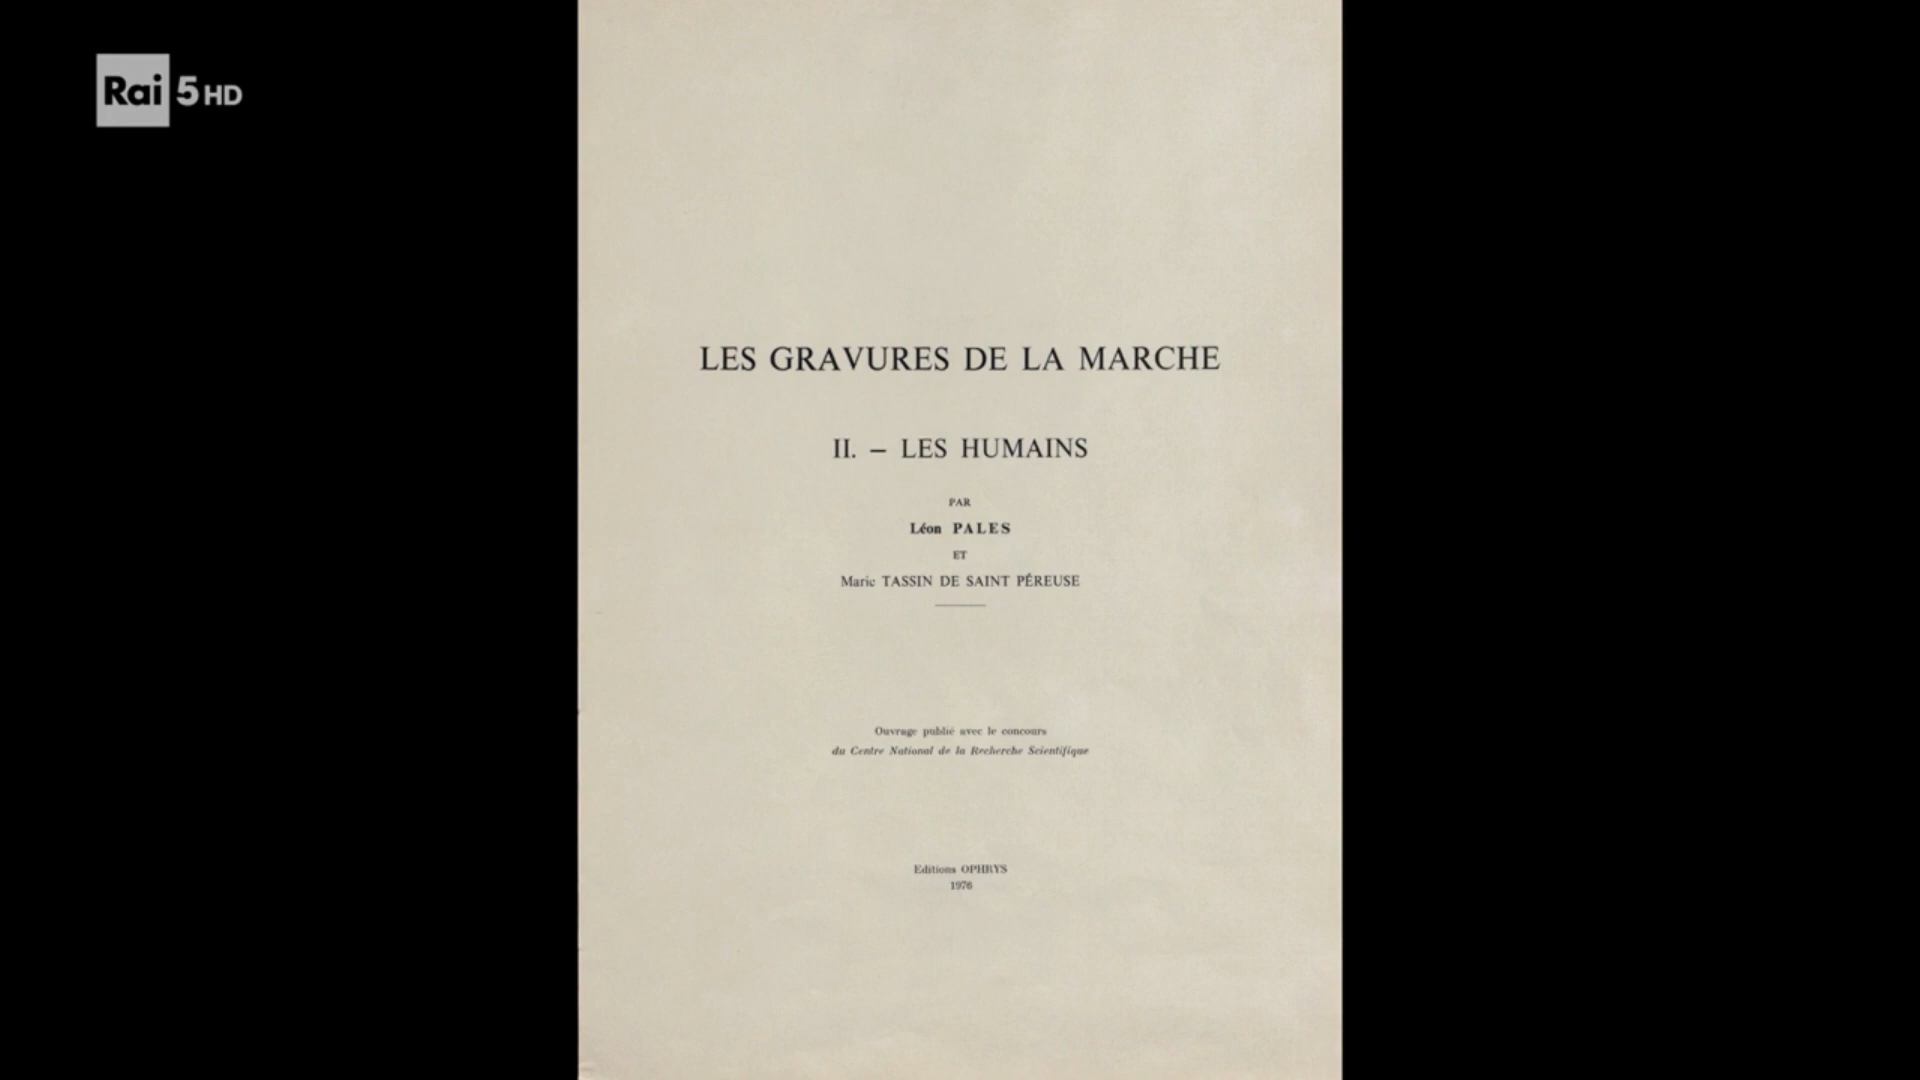 Rai 5 HD
LES GRAVURES DE LA MARCHE
II. – LES HUMAINS
PAR
Léon PALES
ET
Marie TASSIN DE SAINT PÉREUSE
Ouvrage publié avec le concours
du Centre National de la Recherche Scientifique
Editions OPHRYS
1976